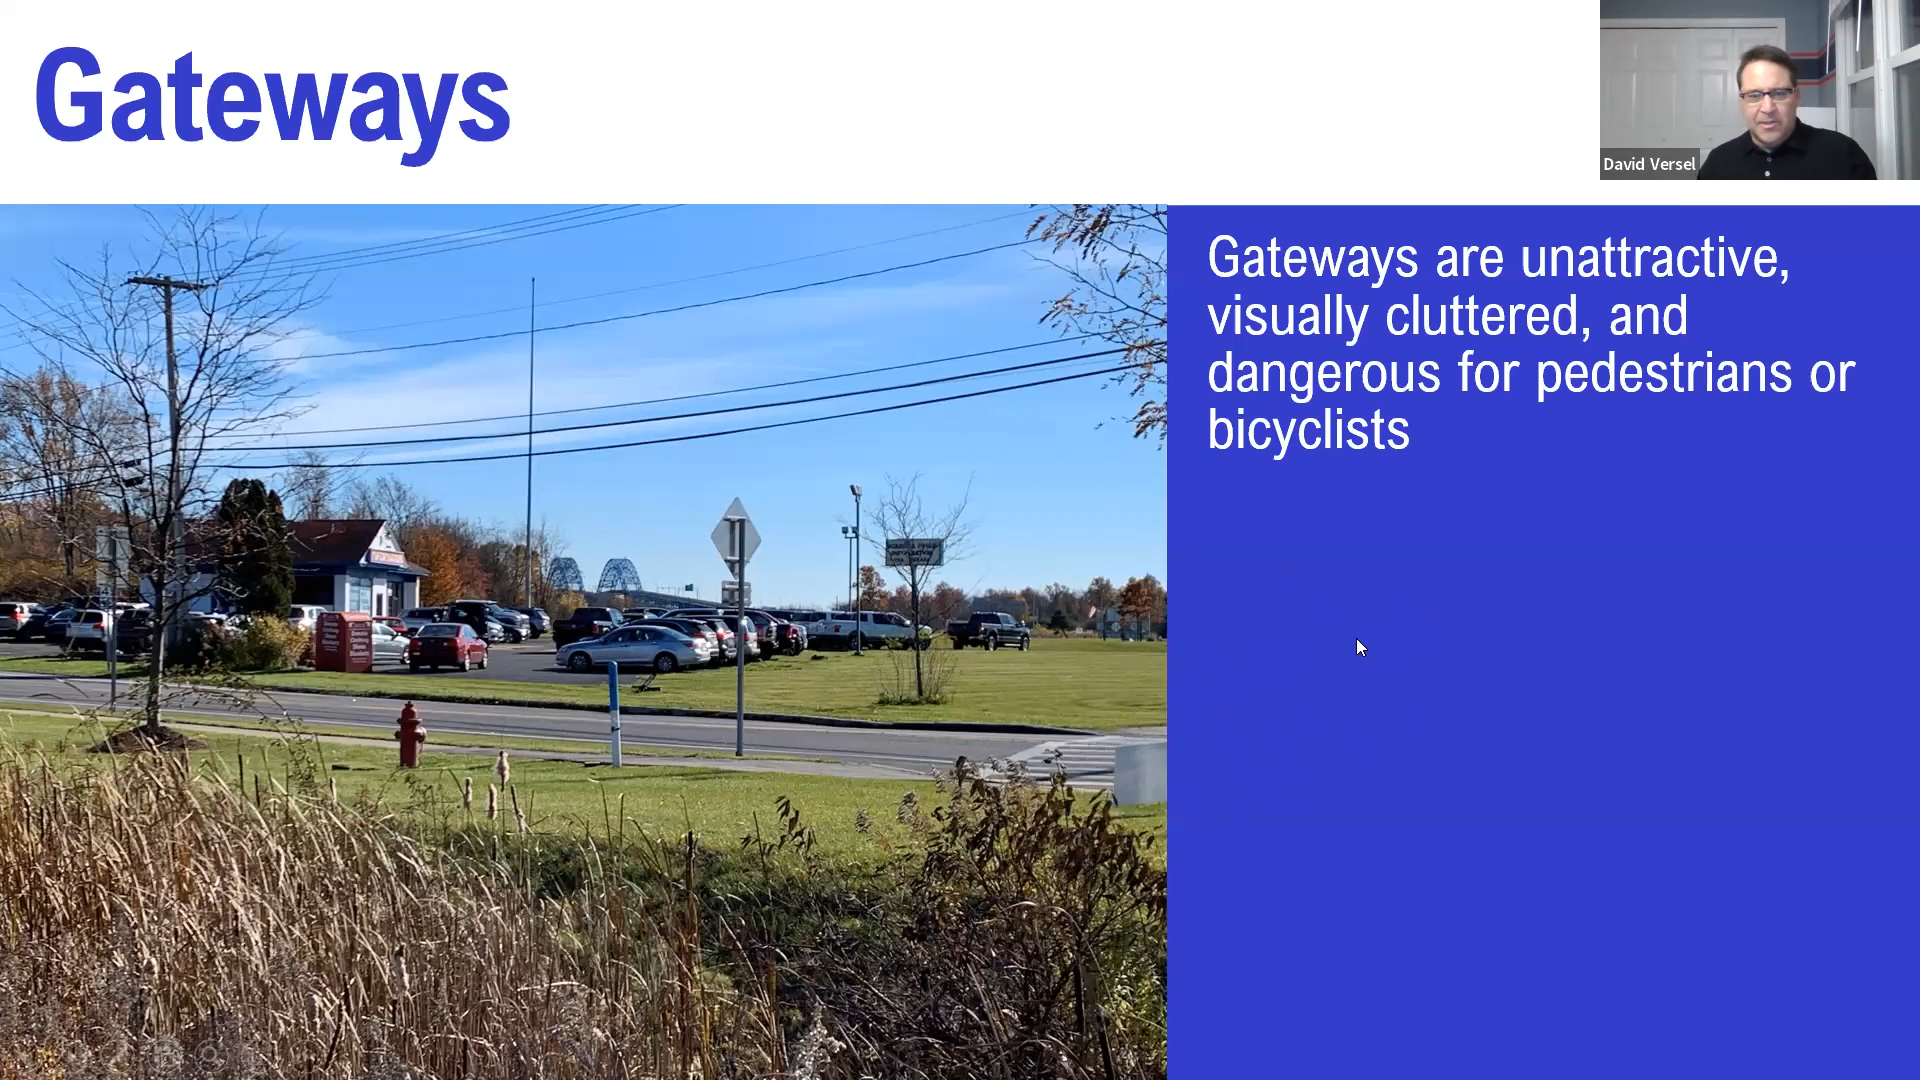 Gateways
David Versel
Gateways are unattractive,
visually cluttered, and
dangerous for pedestrians or
bicyclists